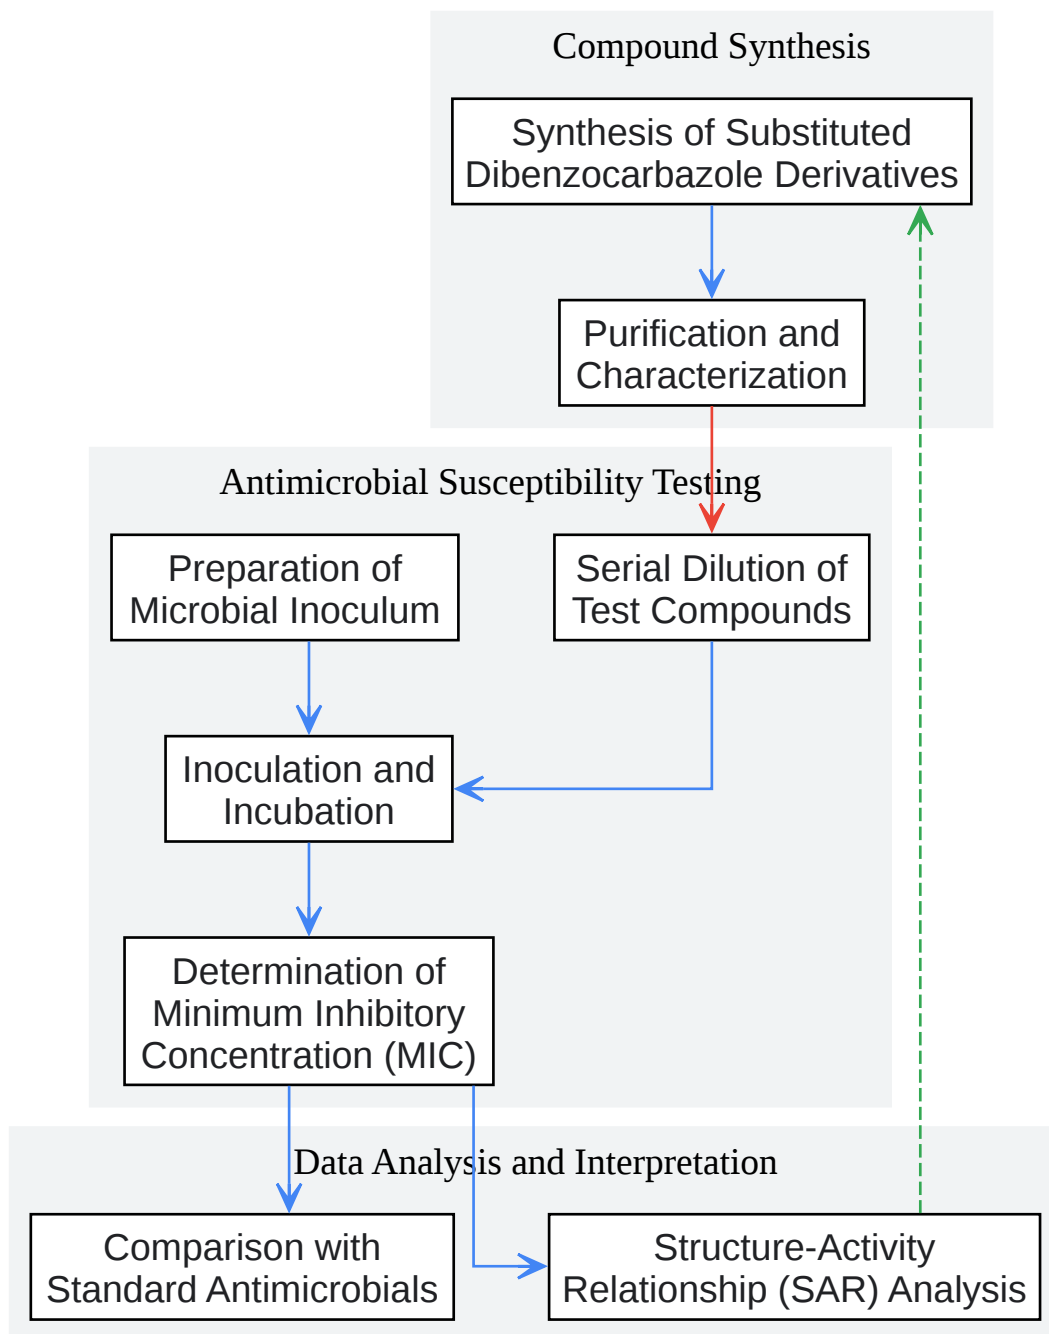 Compound Synthesis
Synthesis of Substituted
Dibenzocarbazole Derivatives
Purification and
Characterization
Antimicrobial Susceptibility Testing
Preparation of
Microbial Inoculum
Serial Dilution of
Test Compounds
Inoculation and
Incubation
Determination of
Minimum Inhibitory
Concentration (MIC)
Data Analysis and Interpretation
Comparison with
Standard Antimicrobials
Structure-Activity
Relationship (SAR) Analysis